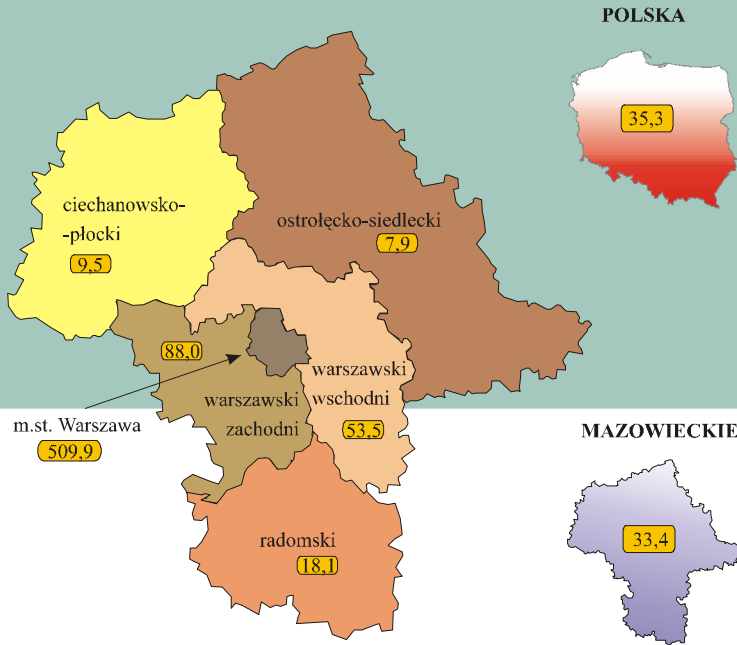 POLSKA
35,3
ciechanowsko-
-płocki
9,5
ostrołęcko-siedlecki
7,9
88,0
warszawski
wschodni
53,5
warszawski
zachodni
m.st. Warszawa
509,9
MAZOWIECKIE
33,4
radomski
18,1